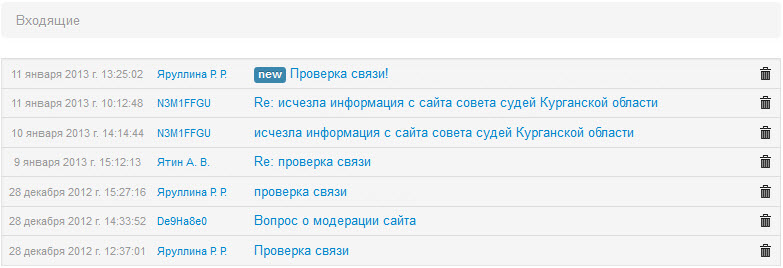 Входящие
11 января 2013 г. 13:25:02 Яруллина Р. Р. new Проверка связи!
11 января 2013 г. 10:12:48 N3M1FFGU Re: исчезла информация с сайта совета судей Курганской области
10 января 2013 г. 14:14:44 N3M1FFGU исчезла информация с сайта совета судей Курганской области
9 января 2013 г. 15:12:13 Ятин А. В. Re: проверка связи
28 декабря 2012 г. 15:27:16 Яруллина Р. Р. проверка связи
28 декабря 2012 г. 14:33:52 De9Ha8e0 Вопрос о модерации сайта
28 декабря 2012 г. 12:37:01 Яруллина Р. Р. Проверка связи